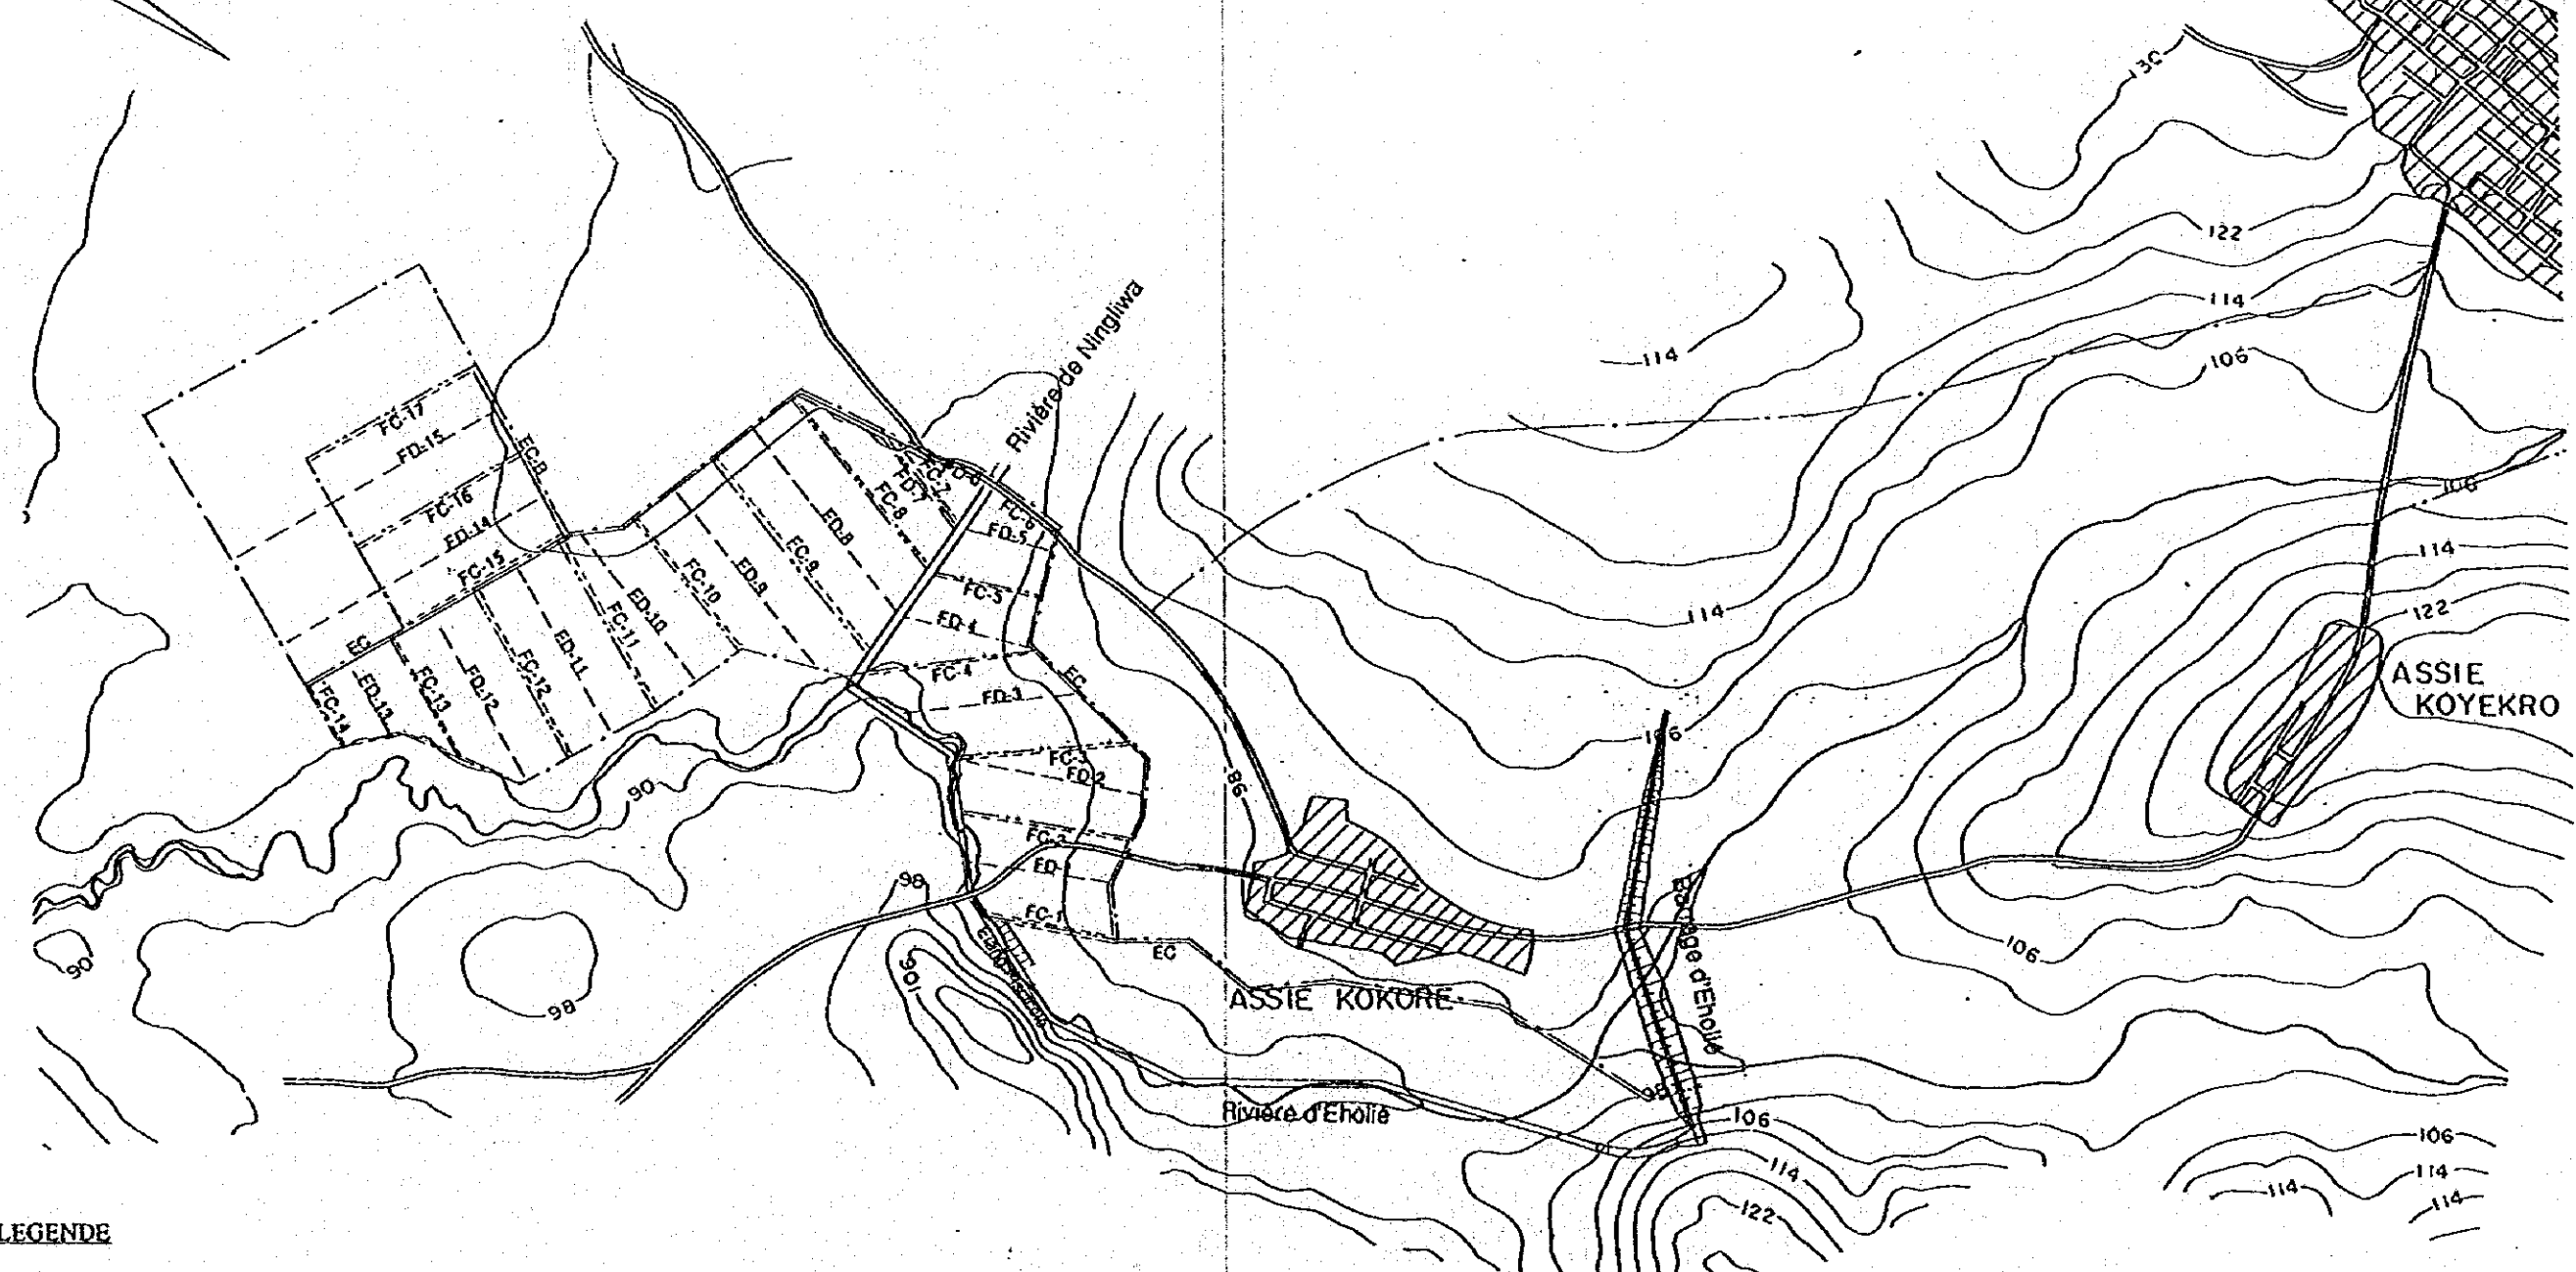 130
122
114
106
114
106
114
122
ASSIE
KOYEKRO
114
106
Rivière de Ningliwa
FC-17
FD-15
EC-B
FC-16
FD-14
FC-15
EC
FC-14
FD-13
FC-13
FD-12
FC-12
FD-11
FC-11
FD-10
FC-10
FD-9
FC-9
FD-8
FC-8
FD-7
FC-7
FD-6
FC-6
FD-5
FC-5
FD-4
FC-4
FD-3
EC
FC-3
FD-2
FC-2
FD-
FC-1
EC
98
90
98
106
90
98
ASSIE KOKORE
Barrage d'Eholié
Rivière d'Eholié
98
106
114
122
106
106
114
114
114
LEGENDE